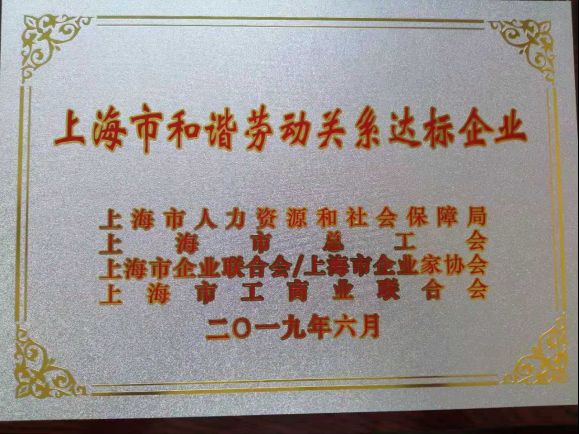 上海市和谐劳动关系达标企业
上海市人力资源和社会保障局
上海市总工会
上海市企业联合会/上海市企业家协会
上海市工商业联合会
二〇一九年六月